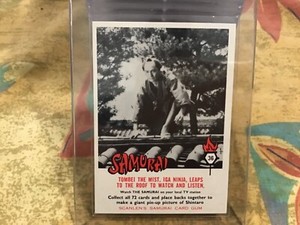 SAMURAI
38
TOMBEI THE MIST, IGA NINJA, LEAPS
TO THE ROOF TO WATCH AND LISTEN.
Watch THE SAMURAI on your local TV station
Collect all 72 cards and place backs together to
make a giant pin-up picture of Shintaro
SCANLENS SAMURAI CARD GUM